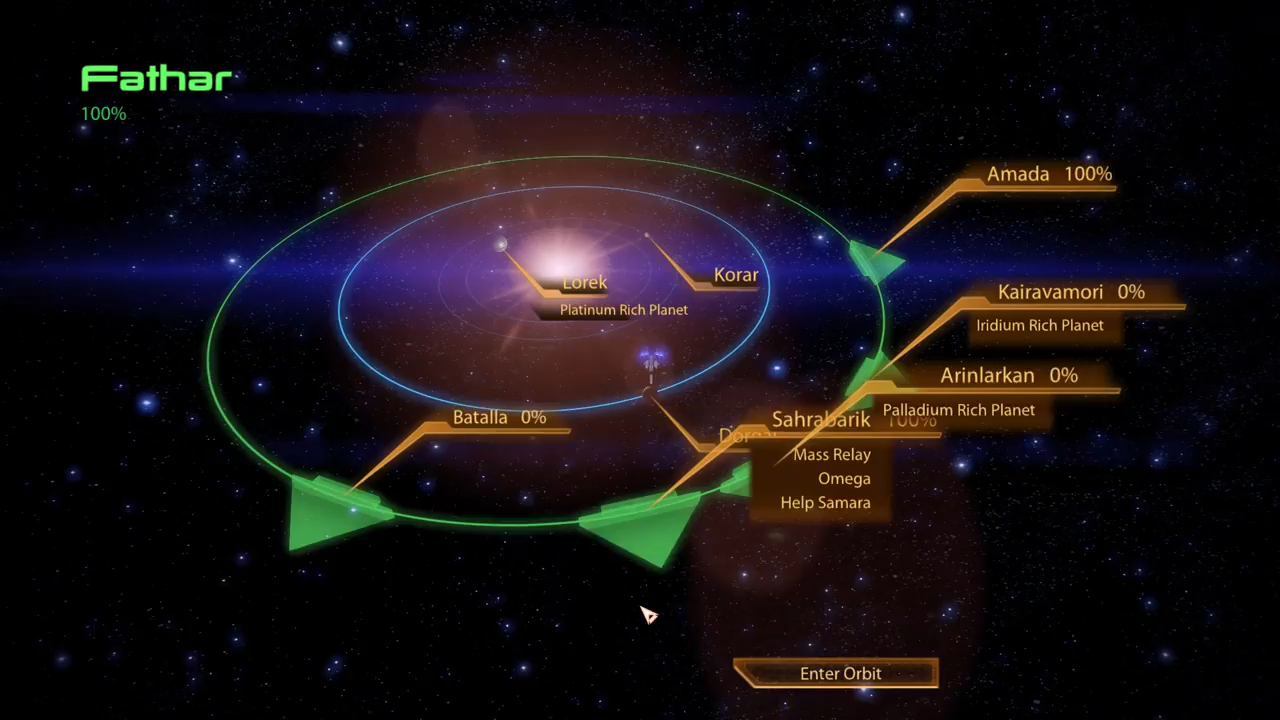 Fathar
100%
Amada 100%
Lorek
Platinum Rich Planet
Korar
Kairavamori 0%
Iridium Rich Planet
Arinlarkan 0%
Palladium Rich Planet
Batalla 0%
Sahrabarik 100%
Mass Relay
Omega
Help Samara
Enter Orbit